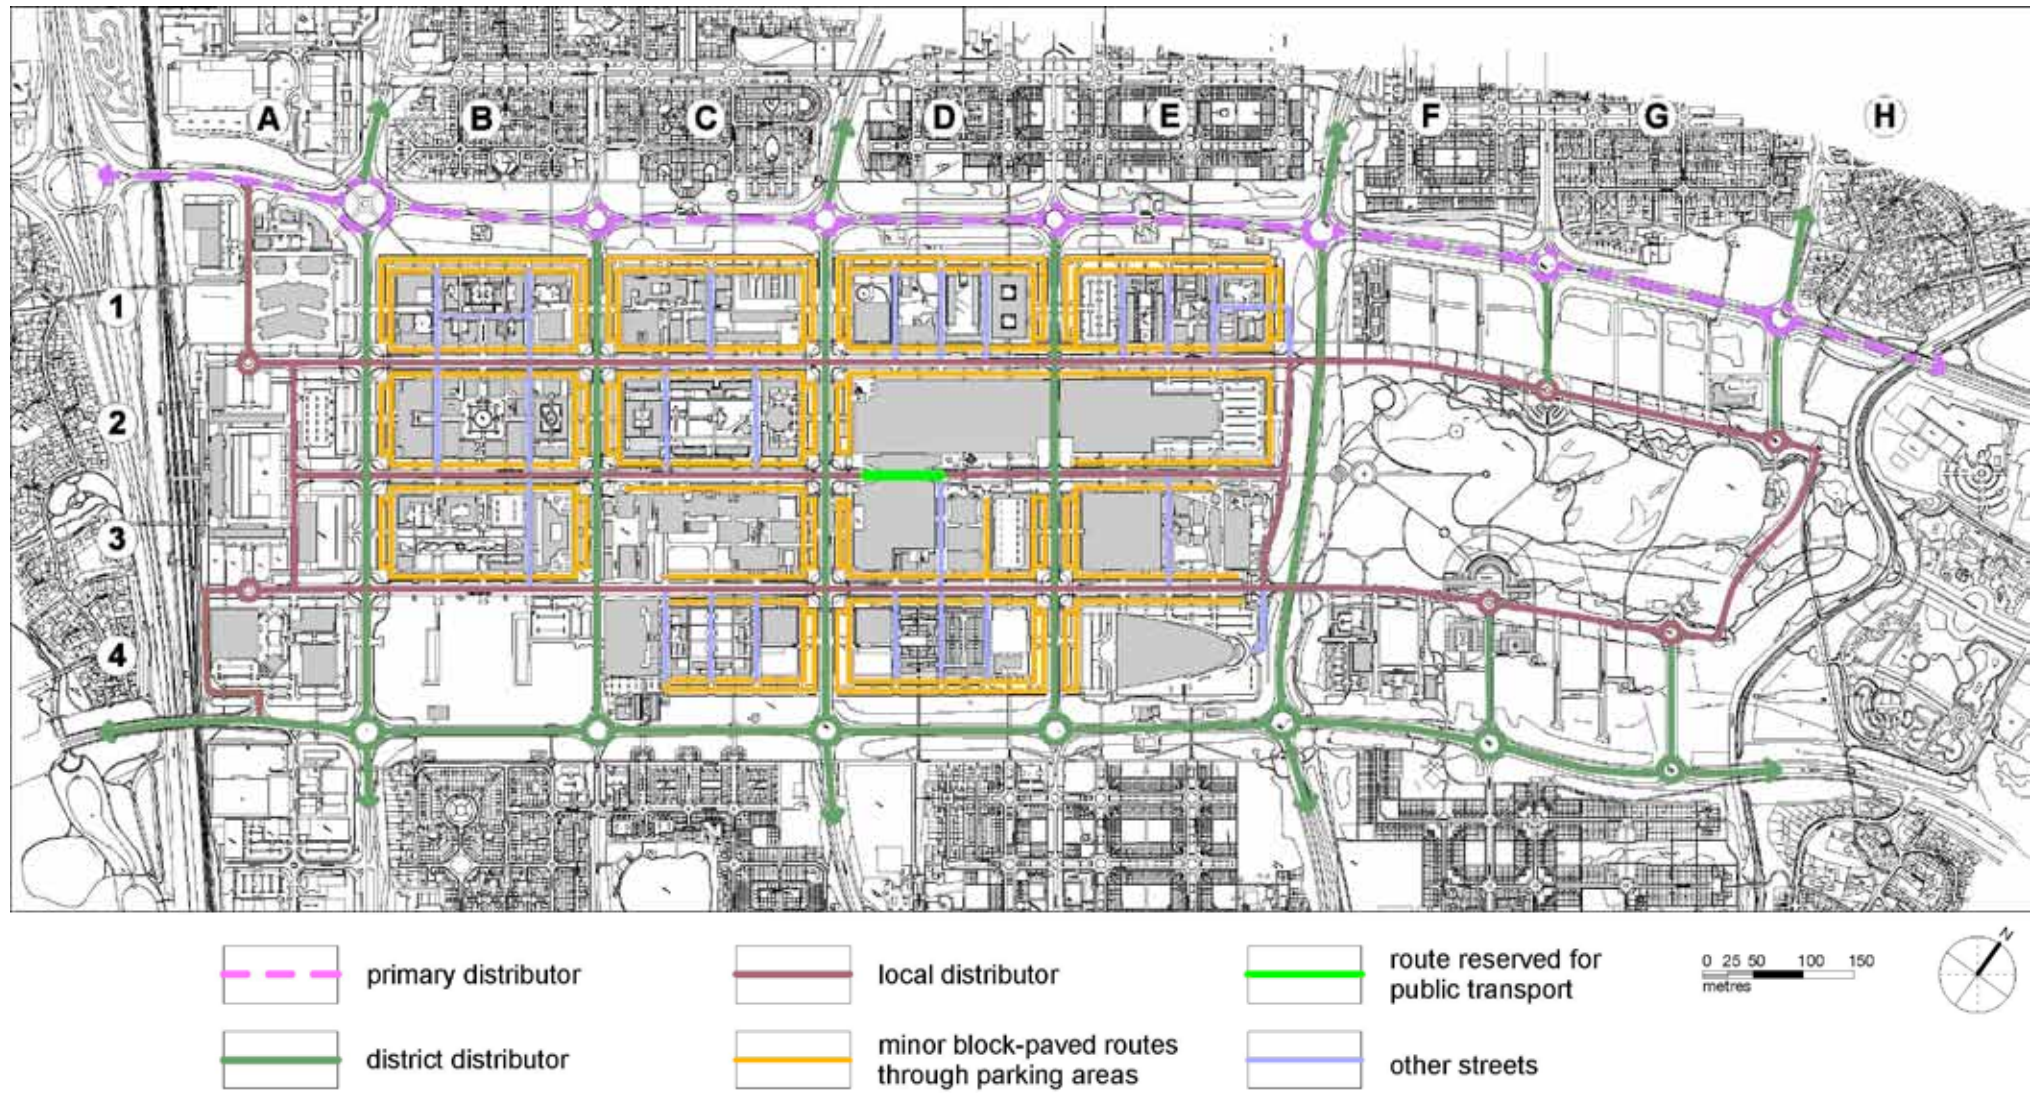 A B C D E F G H
1
2
3
4
primary distributor
district distributor
local distributor
minor block-paved routes
through parking areas
route reserved for
public transport
other streets
0 25 50 100 150
metres
N